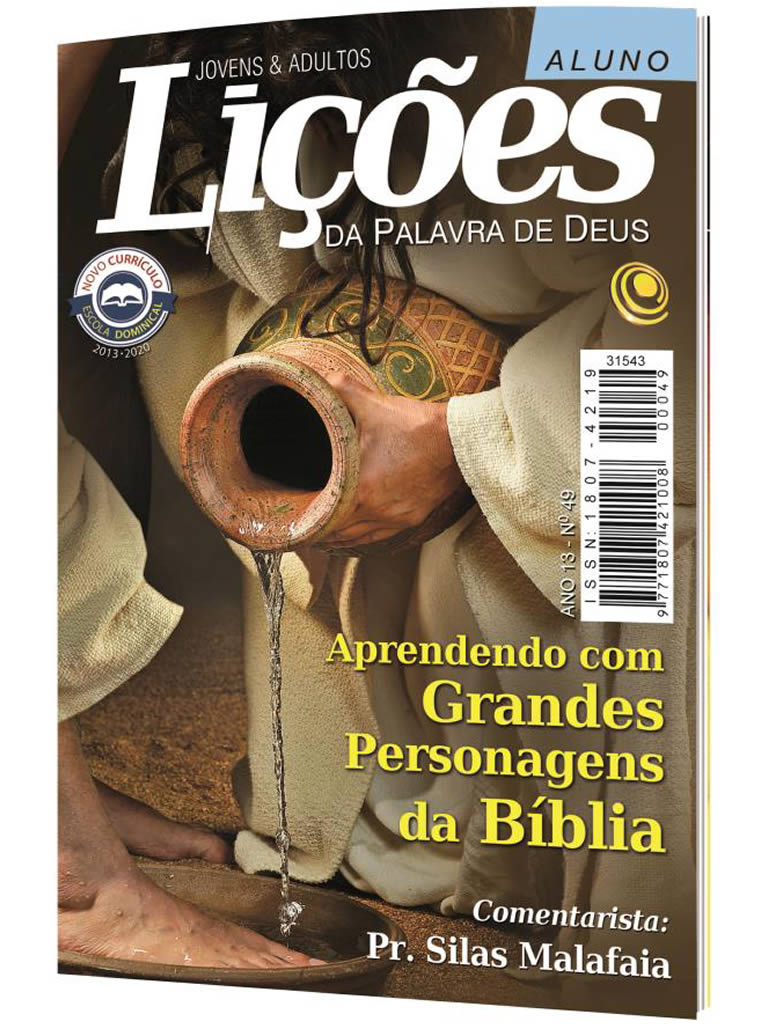 JOVENS & ADULTOS
ALUNO
Lições
DA PALAVRA DE DEUS
NOVO CURRÍCULO
ESCOLA DOMINICAL
2013 • 2020
31543
00049
ISSN: 1807-4219
9 771807 421008
ANO 13 - Nº 49
Aprendendo com
Grandes
Personagens
da Bíblia
Comentarista:
Pr. Silas Malafaia